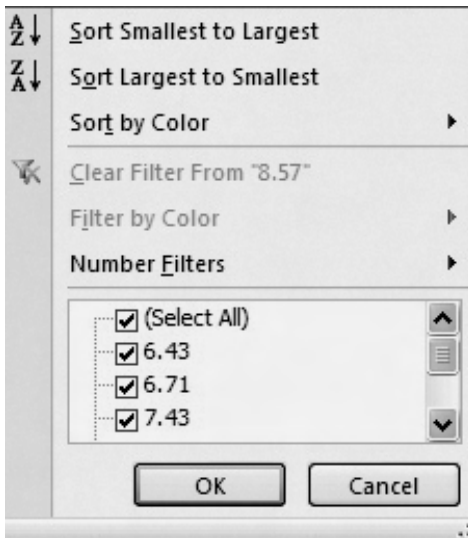 Sort Smallest to Largest
Sort Largest to Smallest
Sort by Color
Clear Filter From "8.57"
Filter by Color
Number Filters
(Select All)
6.43
6.71
7.43
OK Cancel